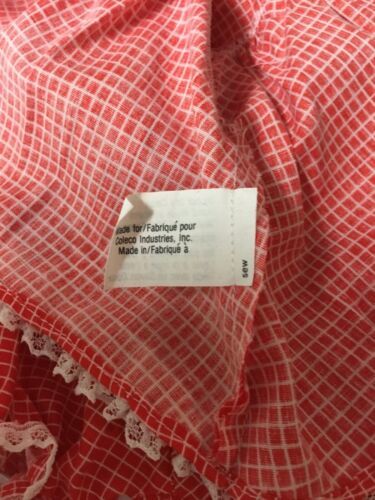 Made for/Fabriqué pour
Coleco Industries, Inc.
Made in/Fabriqué à
sew